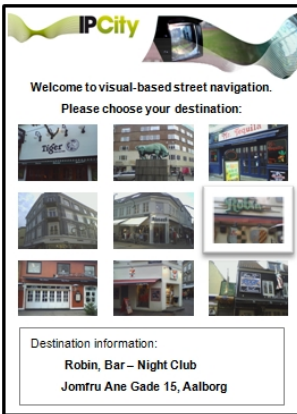 IPCity
Welcome to visual-based street navigation.
Please choose your destination:
Tiger
Tequila
Robin
Destination information:
Robin, Bar – Night Club
Jomfru Ane Gade 15, Aalborg